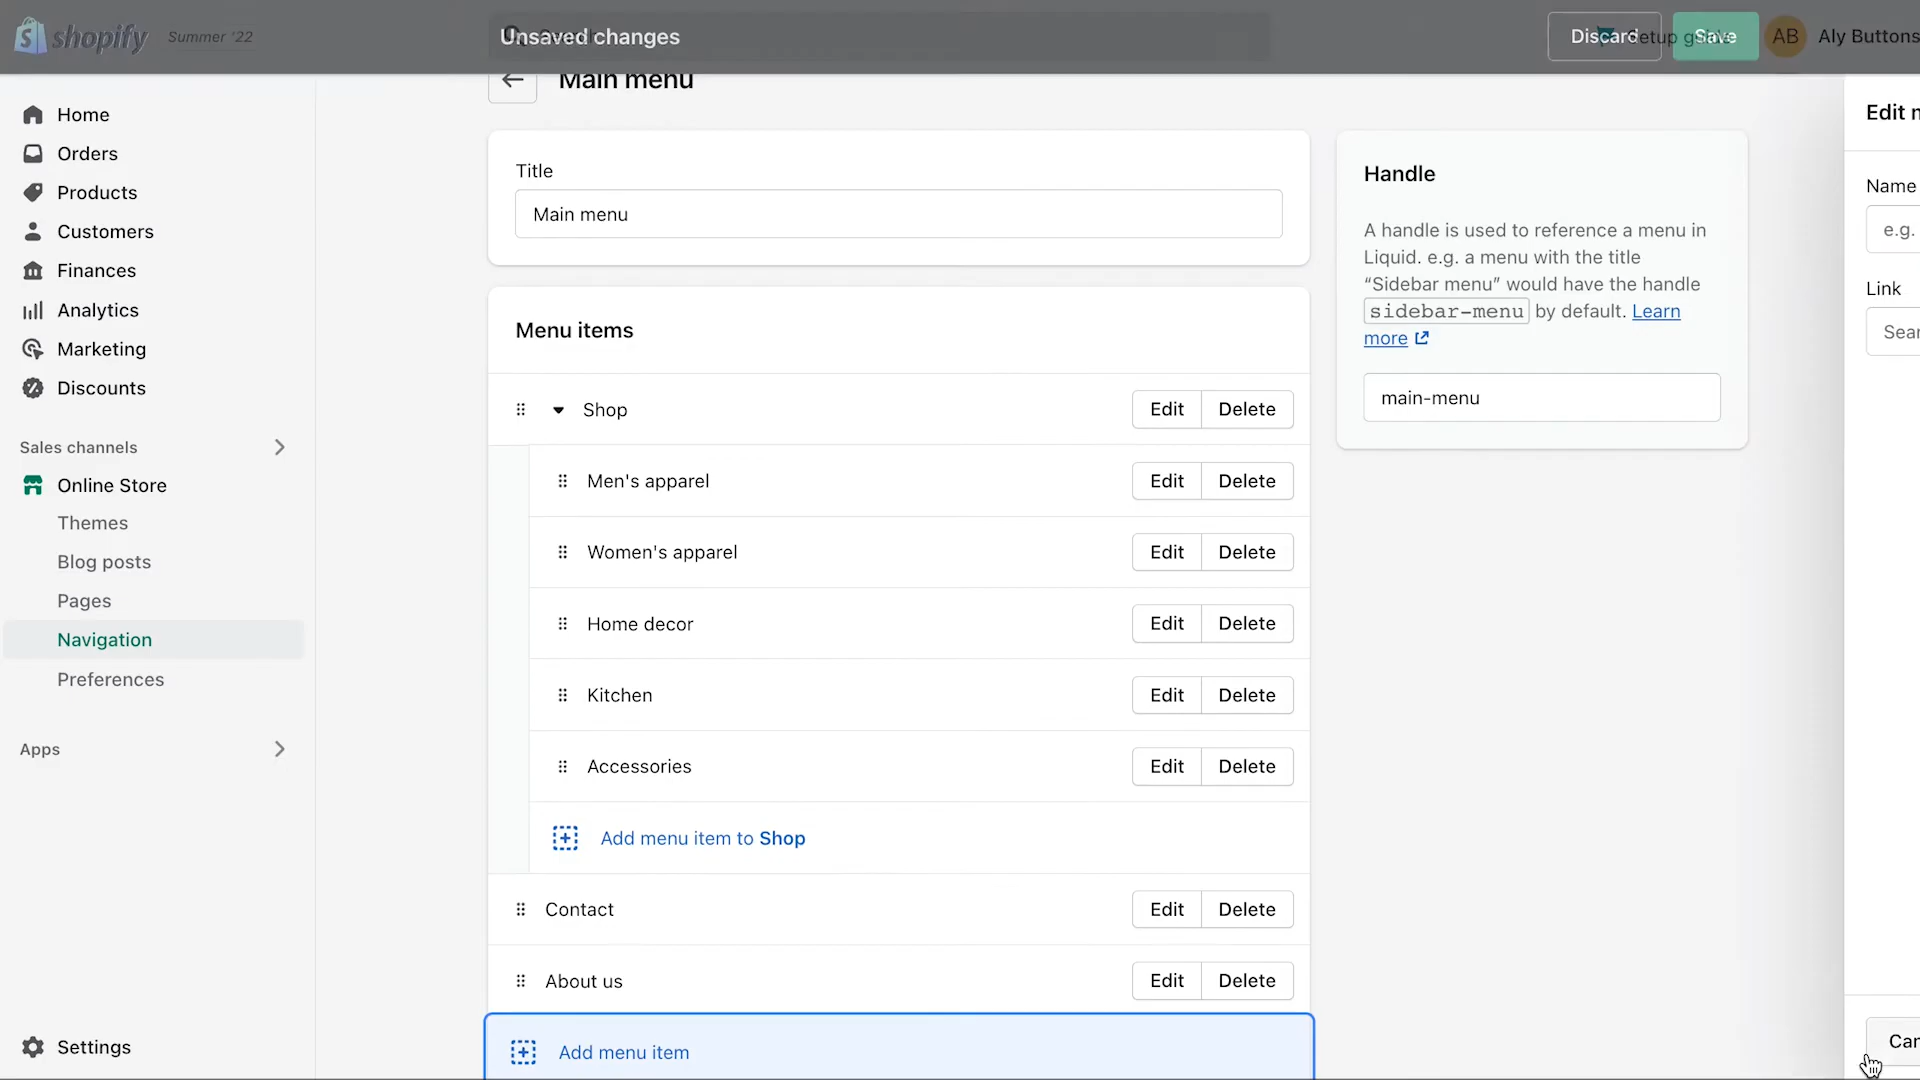 shopify Summer '22
Unsaved changes
Discard
Save
AB
Aly Buttons
Home
Orders
Products
Customers
Finances
Analytics
Marketing
Discounts
Sales channels
Online Store
Themes
Blog posts
Pages
Navigation
Preferences
Apps
Settings
Main menu
Title
Main menu
Menu items
Shop Edit Delete
Men's apparel Edit Delete
Women's apparel Edit Delete
Home decor Edit Delete
Kitchen Edit Delete
Accessories Edit Delete
Add menu item to Shop
Contact Edit Delete
About us Edit Delete
Add menu item
Handle
A handle is used to reference a menu in
Liquid. e.g. a menu with the title
“Sidebar menu” would have the handle
sidebar-menu by default. Learn
more
main-menu
Edit
Name
e.g.
Link